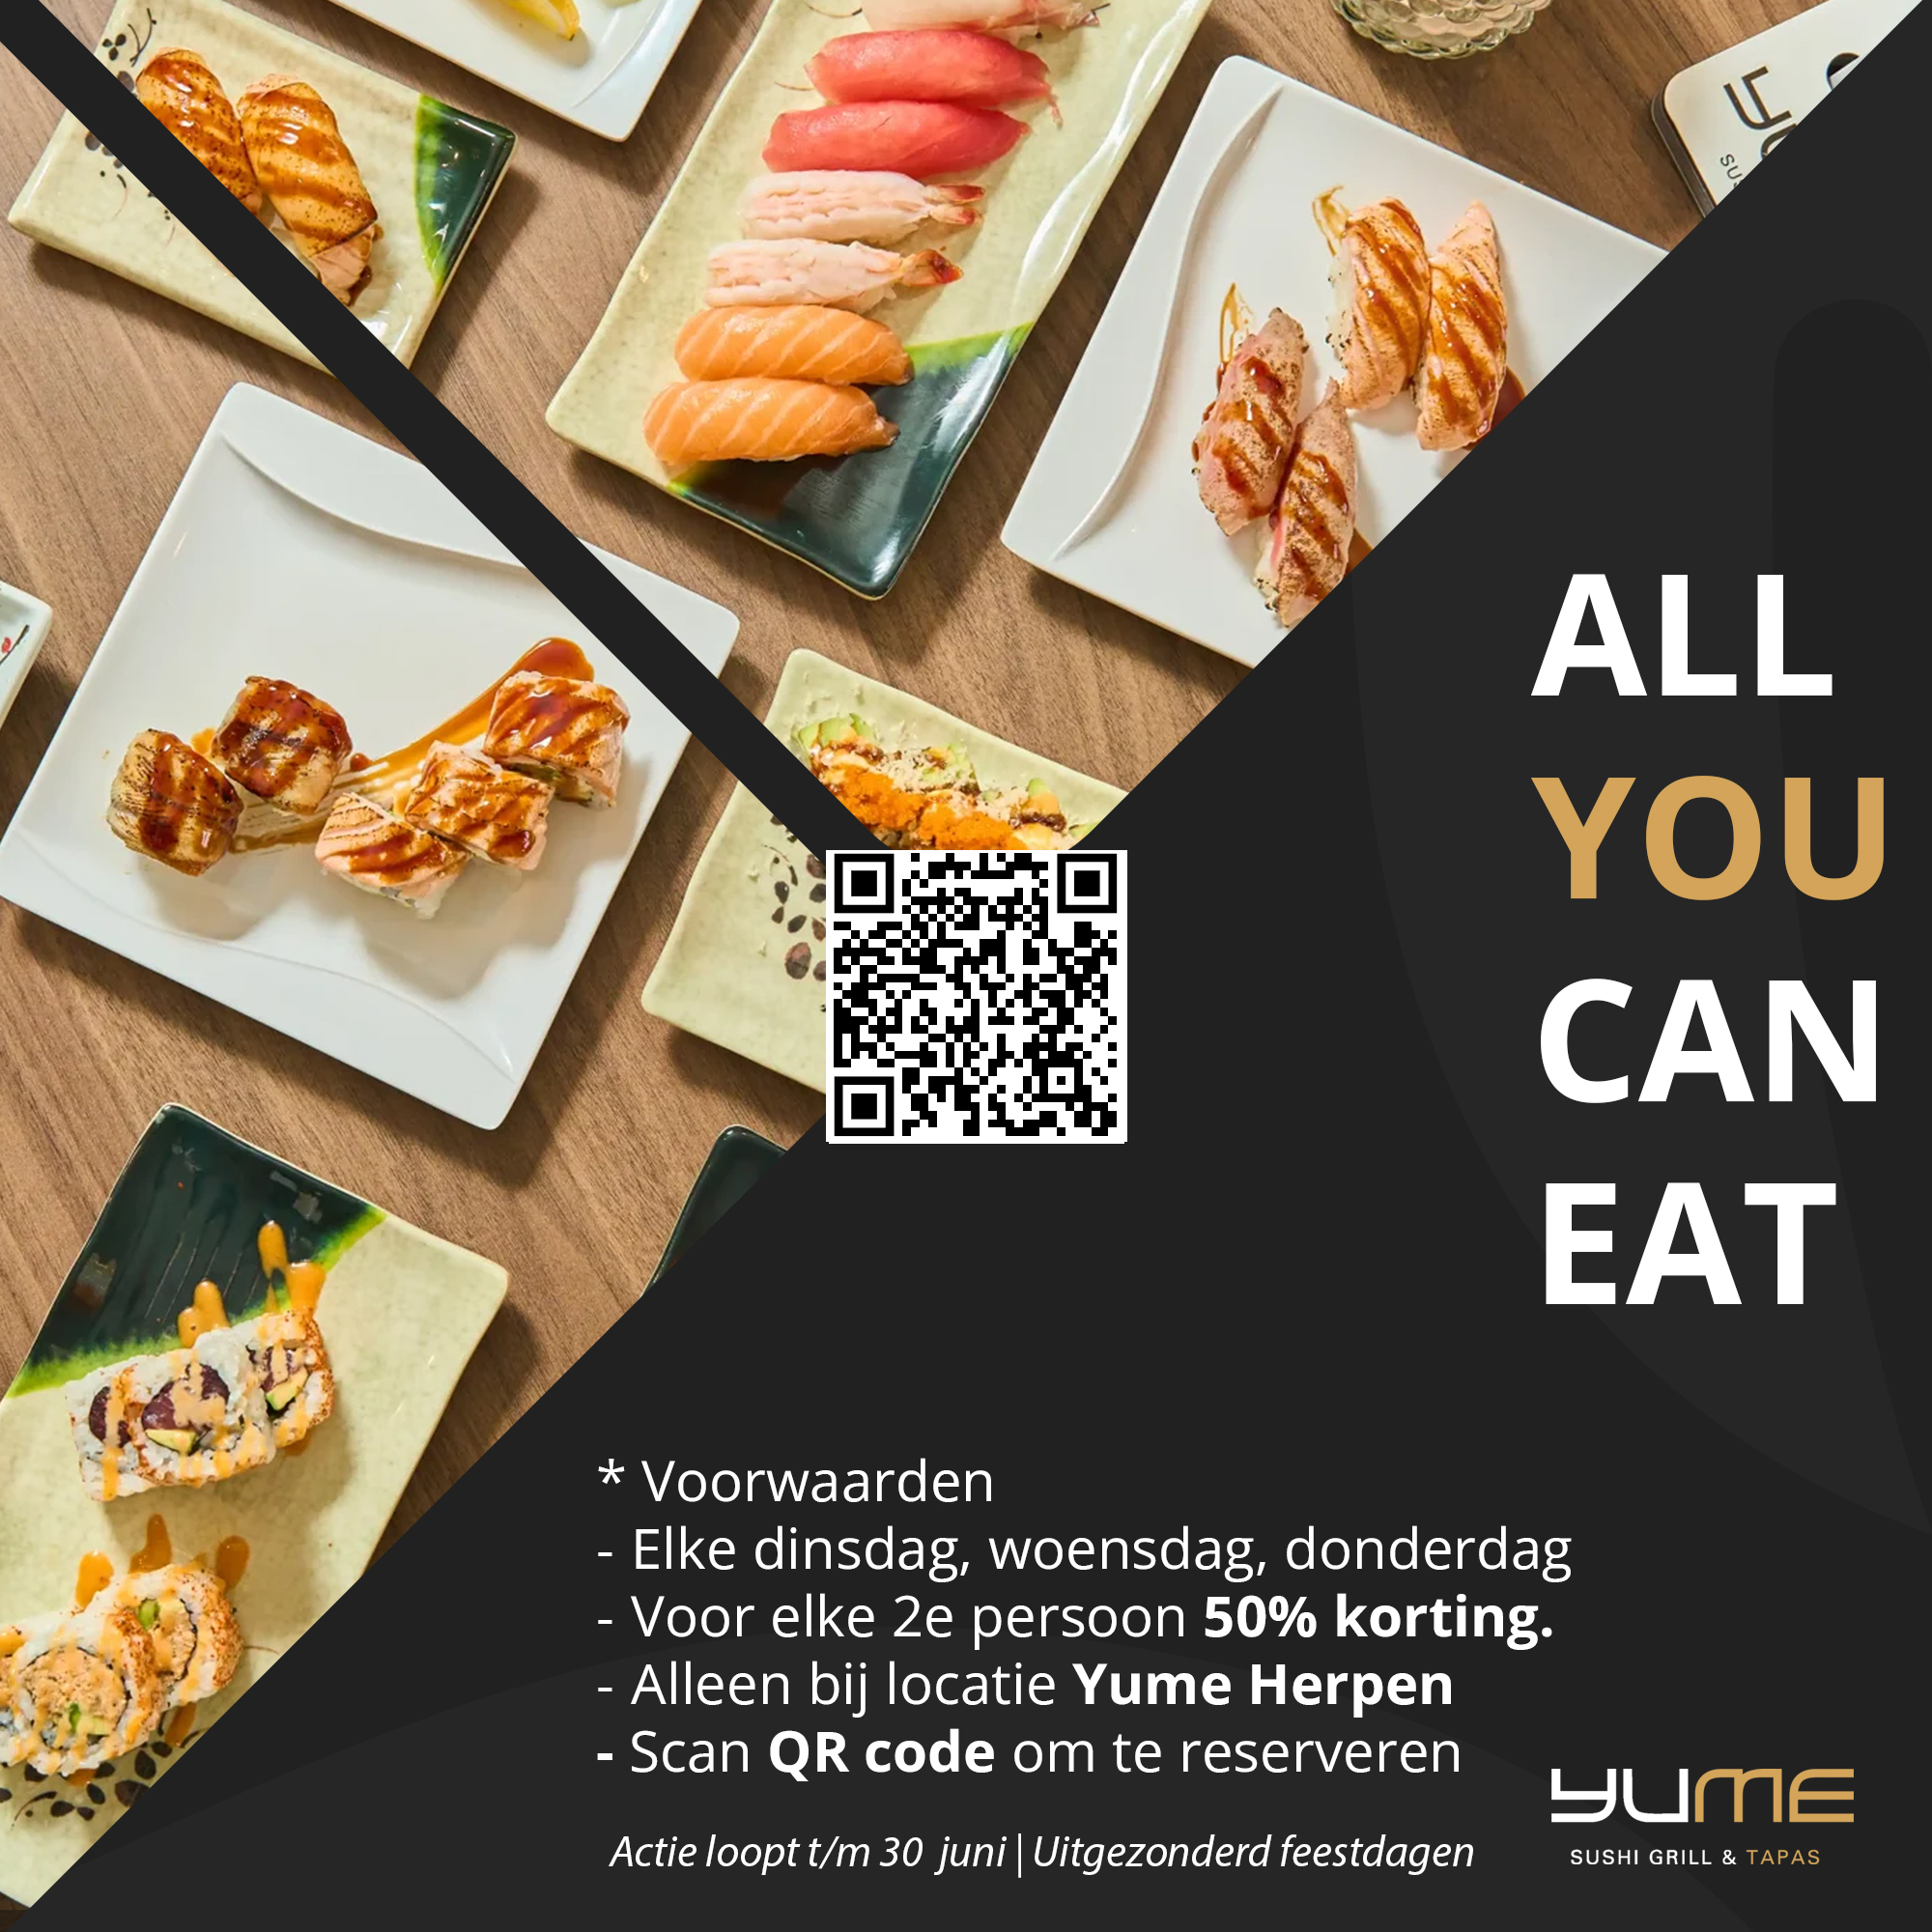 ALL
YOU
CAN
EAT
* Voorwaarden
- Elke dinsdag, woensdag, donderdag
- Voor elke 2e persoon 50% korting.
- Alleen bij locatie Yume Herpen
- Scan QR code om te reserveren
Actie loopt t/m 30 juni | Uitgezonderd feestdagen
YUME
SUSHI GRILL & TAPAS